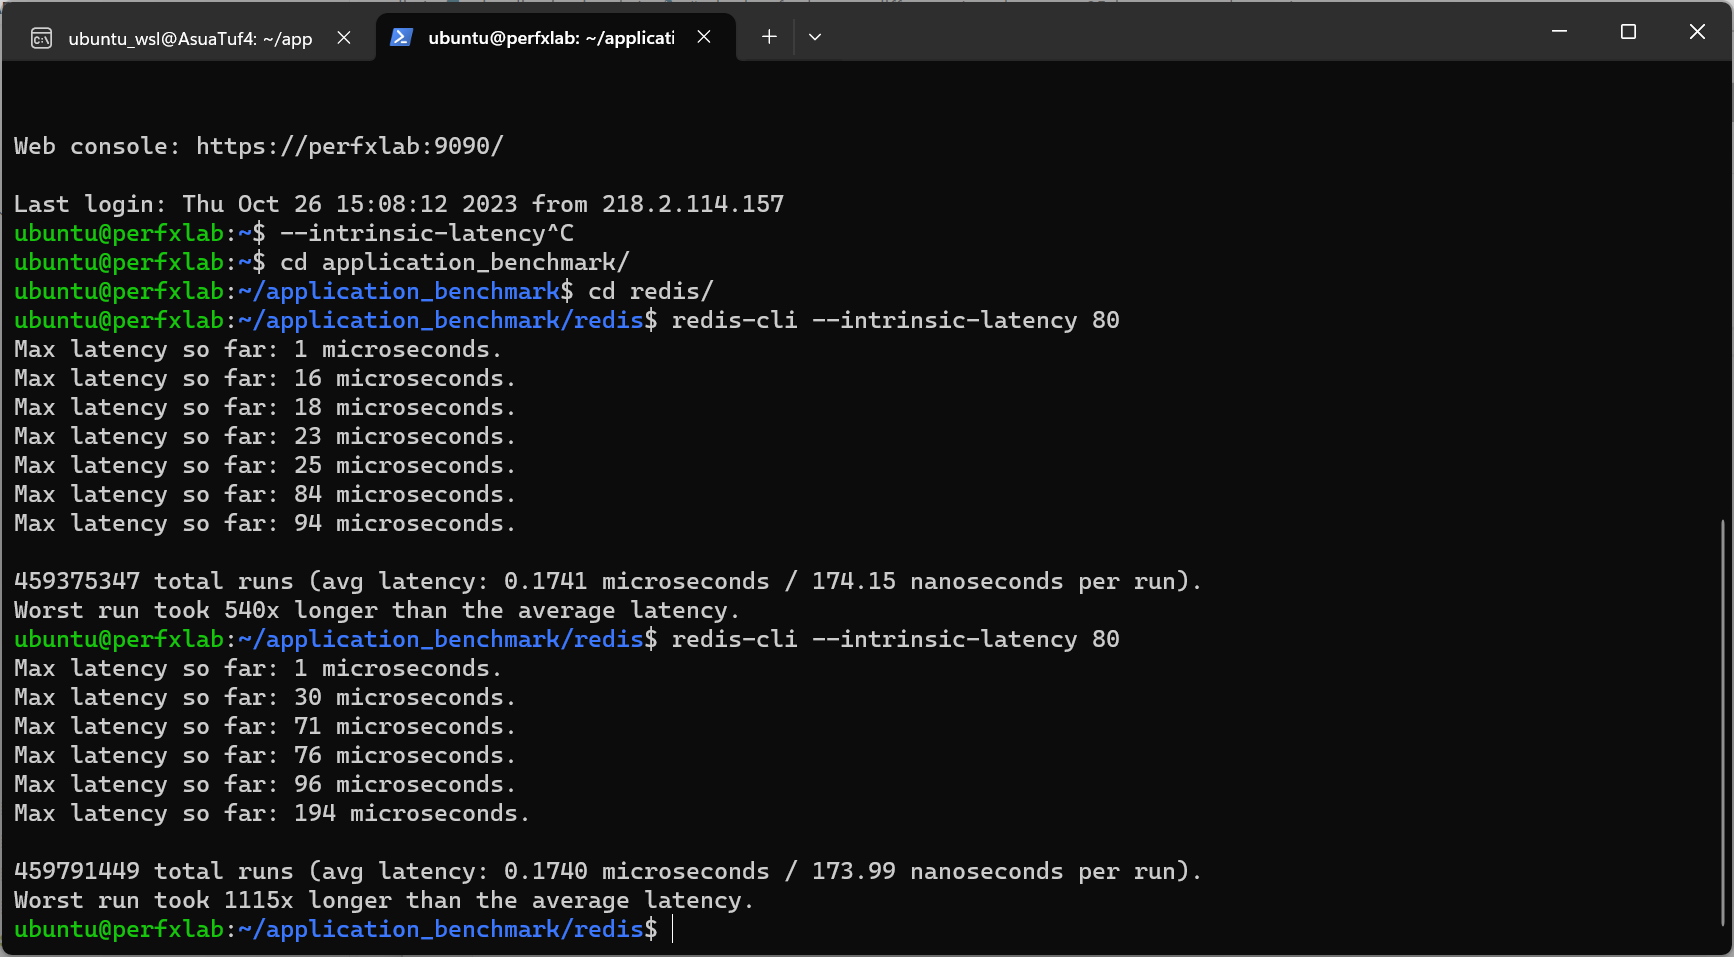 ubuntu_wsl@AsuaTuf4: ~/app
ubuntu@perfxlab: ~/applicati
Web console: https://perfxlab:9090/
Last login: Thu Oct 26 15:08:12 2023 from 218.2.114.157
ubuntu@perfxlab:~$ --intrinsic-latency^C
ubuntu@perfxlab:~$ cd application_benchmark/
ubuntu@perfxlab:~/application_benchmark$ cd redis/
ubuntu@perfxlab:~/application_benchmark/redis$ redis-cli --intrinsic-latency 80
Max latency so far: 1 microseconds.
Max latency so far: 16 microseconds.
Max latency so far: 18 microseconds.
Max latency so far: 23 microseconds.
Max latency so far: 25 microseconds.
Max latency so far: 84 microseconds.
Max latency so far: 94 microseconds.
459375347 total runs (avg latency: 0.1741 microseconds / 174.15 nanoseconds per run).
Worst run took 540x longer than the average latency.
ubuntu@perfxlab:~/application_benchmark/redis$ redis-cli --intrinsic-latency 80
Max latency so far: 1 microseconds.
Max latency so far: 30 microseconds.
Max latency so far: 71 microseconds.
Max latency so far: 76 microseconds.
Max latency so far: 96 microseconds.
Max latency so far: 194 microseconds.
459791449 total runs (avg latency: 0.1740 microseconds / 173.99 nanoseconds per run).
Worst run took 1115x longer than the average latency.
ubuntu@perfxlab:~/application_benchmark/redis$